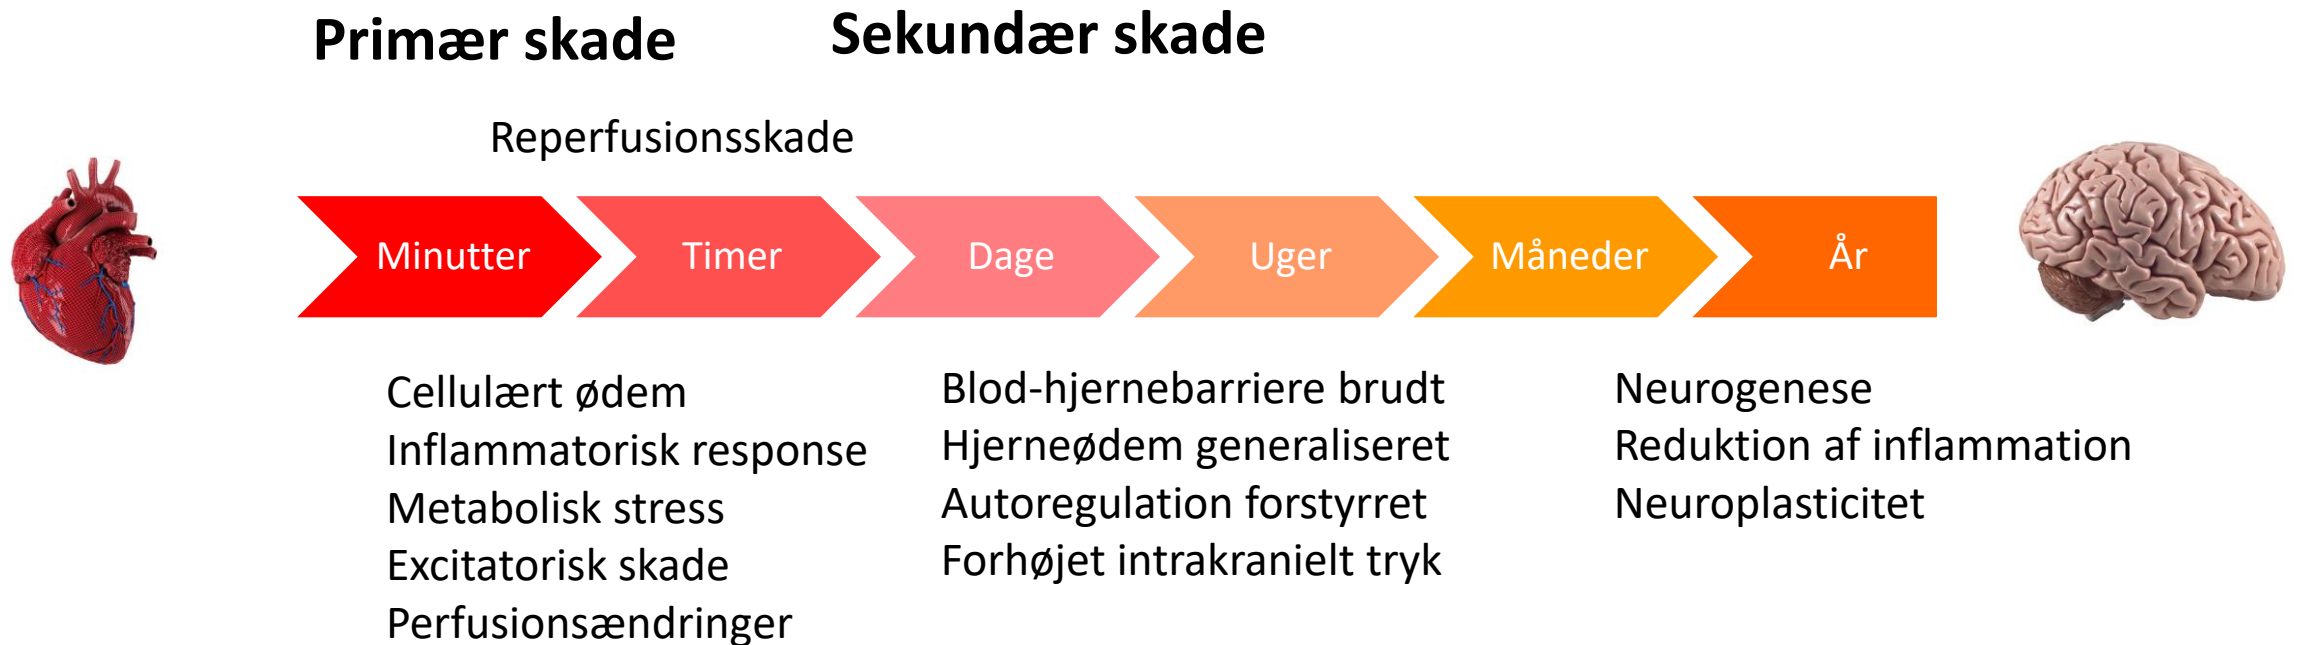 Primær skade
Sekundær skade
Reperfusionsskade
Minutter
Timer
Dage
Uger
Måneder
År
Cellulært ødem
Inflammatorisk response
Metabolisk stress
Excitatorisk skade
Perfusionsændringer
Blod-hjernebarriere brudt
Hjerneødem generaliseret
Autoregulation forstyrret
Forhøjet intrakranielt tryk
Neurogenese
Reduktion af inflammation
Neuroplasticitet